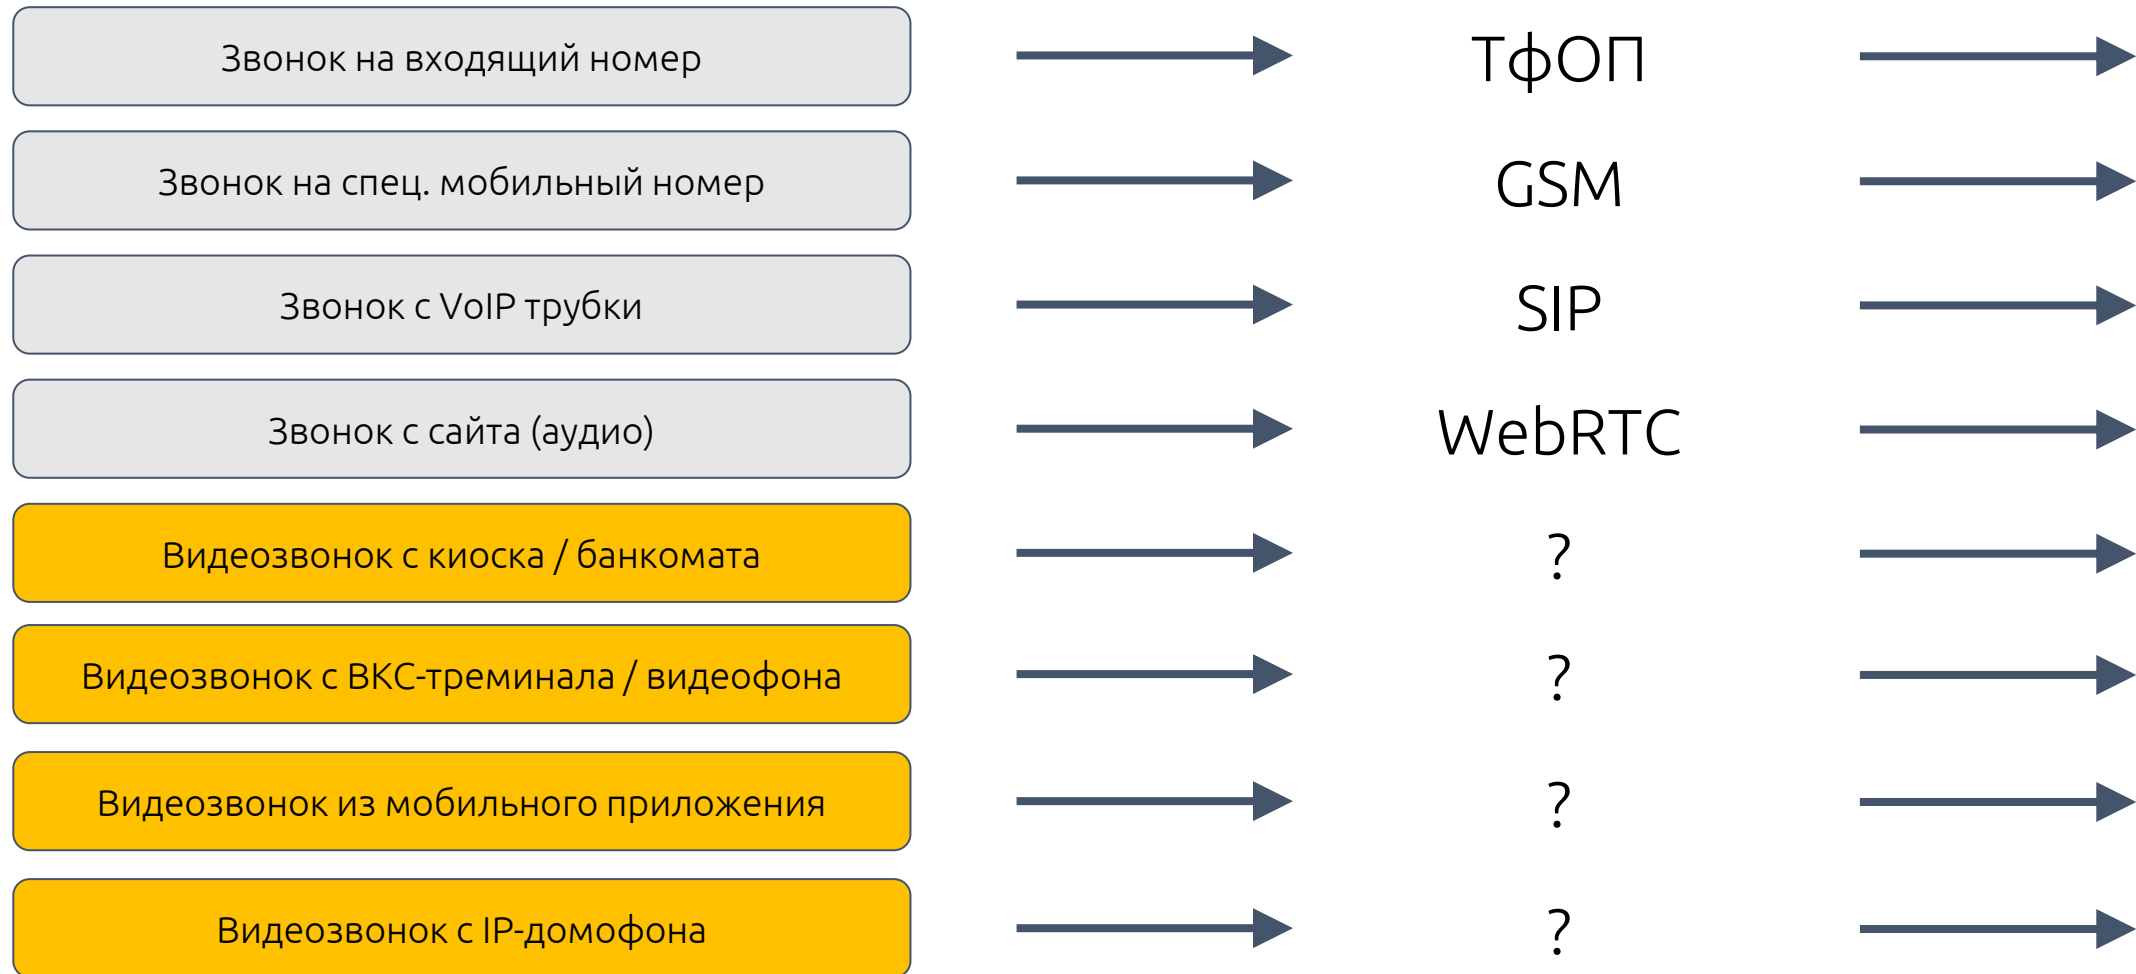 Звонок на входящий номер
ТфОП
Звонок на спец. мобильный номер
GSM
Звонок с VoIP трубки
SIP
Звонок с сайта (аудио)
WebRTC
Видеозвонок с киоска / банкомата
?
Видеозвонок с ВКС-треминала / видеофона
?
Видеозвонок из мобильного приложения
?
Видеозвонок с IP-домофона
?